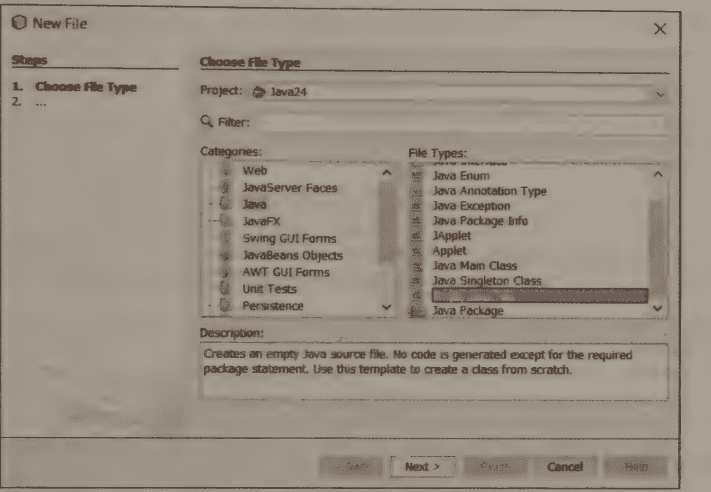 New File
Steps
1. Choose File Type
2. ...
Choose File Type
Project: Java24
Filter:
Categories:
Web
JavaServer Faces
Java
JavaFX
Swing GUI Forms
JavaBeans Objects
AWT GUI Forms
Unit Tests
Persistence
File Types:
Java Interface
Java Enum
Java Annotation Type
Java Exception
Java Package Info
JApplet
Applet
Java Main Class
Java Singleton Class
Java Package
Description:
Creates an empty Java source file. No code is generated except for the required
package statement. Use this template to create a class from scratch.
Next >
Cancel